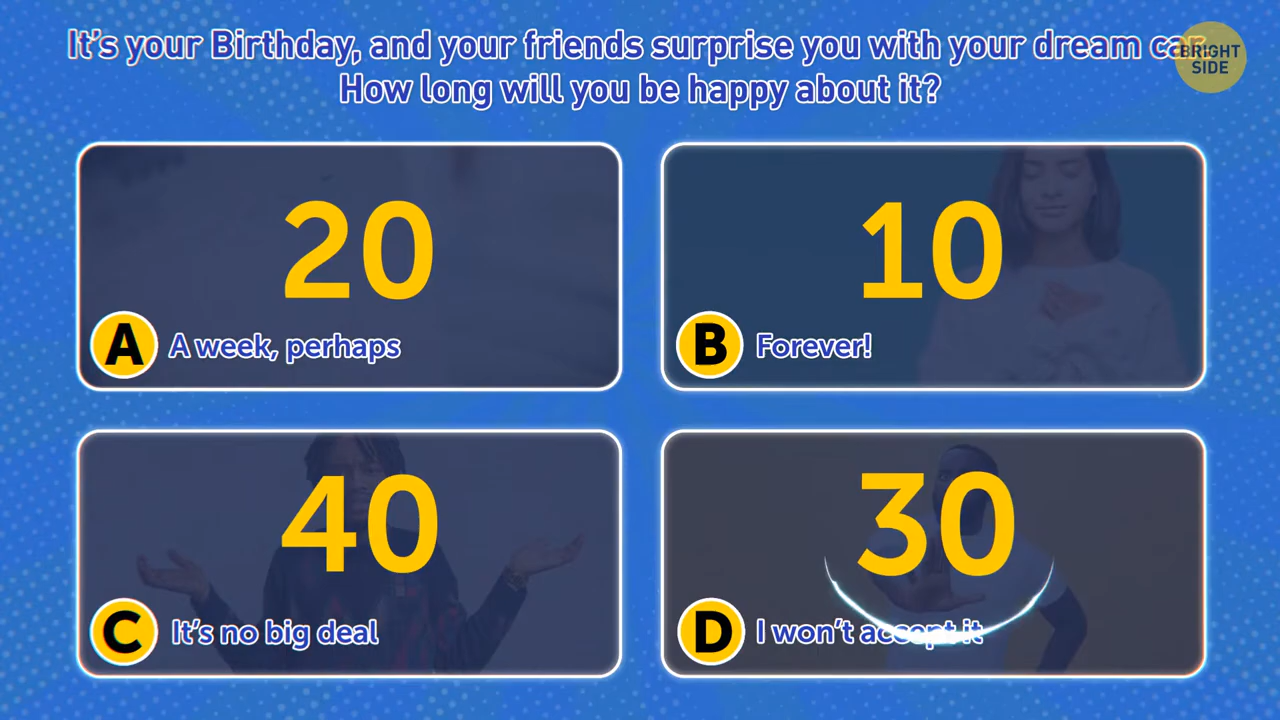 It's your Birthday, and your friends surprise you with your dream car.
How long will you be happy about it?
BRIGHT
SIDE
20
A A week, perhaps
10
B Forever!
40
C It's no big deal
30
D I won't accept it